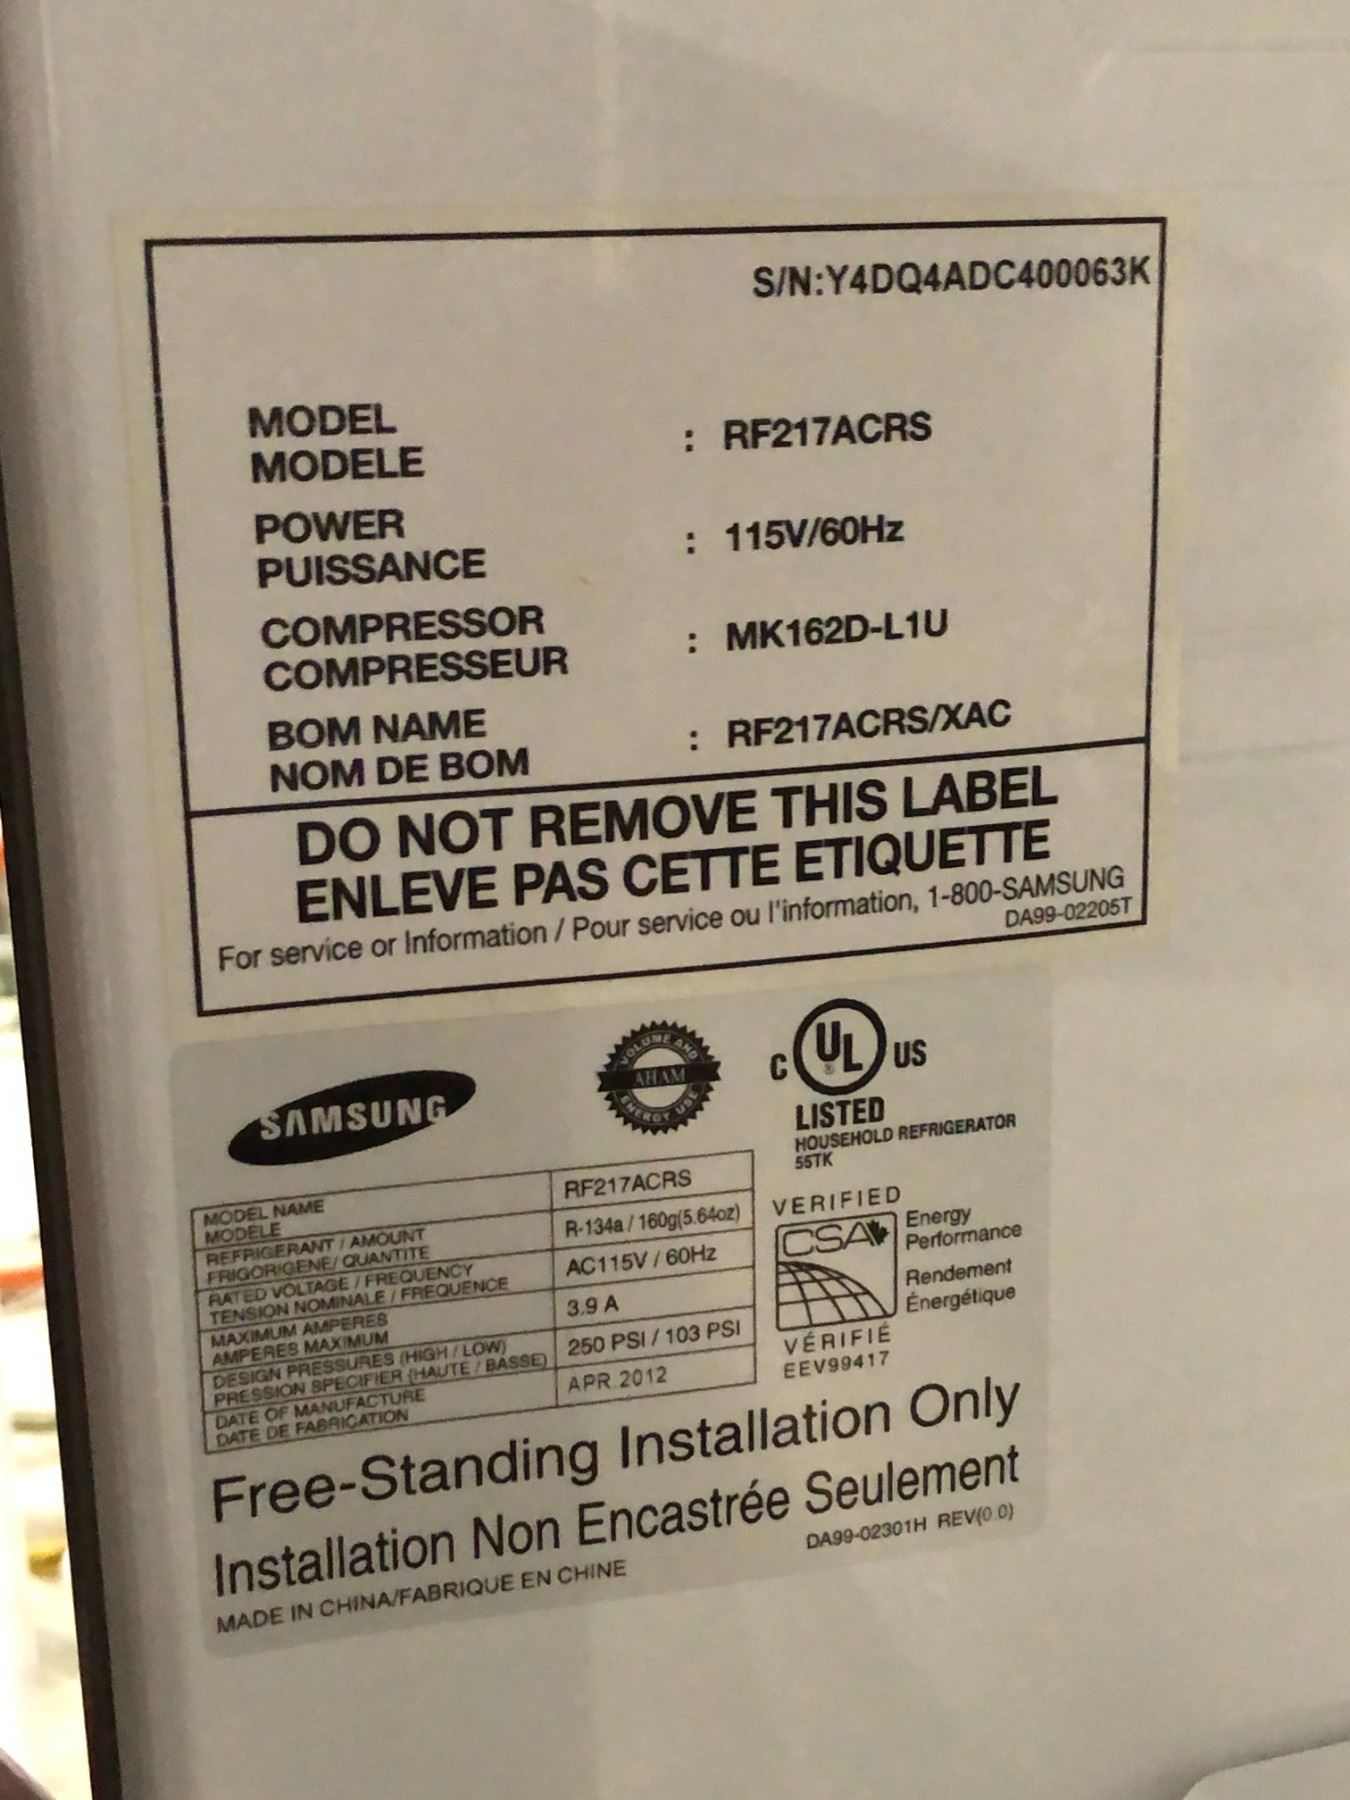 S/N:Y4DQ4ADC400063K
MODEL
MODELE
: RF217ACRS
POWER
PUISSANCE
: 115V/60Hz
COMPRESSOR
COMPRESSEUR
: MK162D-L1U
BOM NAME
NOM DE BOM
: RF217ACRS/XAC
DO NOT REMOVE THIS LABEL
ENLEVE PAS CETTE ETIQUETTE
For service or Information / Pour service ou l'information, 1-800-SAMSUNG
DA99-02205T
SAMSUNG
VOLUME AND
AHAM
ENERGY USE
C UL® US
LISTED
HOUSEHOLD REFRIGERATOR
55TK
MODEL NAME
MODELE
RF217ACRS
REFRIGERANT / AMOUNT
FRIGORIGENE/ QUANTITE
R-134a / 160g(5.64oz)
RATED VOLTAGE / FREQUENCY
TENSION NOMINALE / FREQUENCE
AC115V / 60Hz
MAXIMUM AMPERES
AMPERES MAXIMUM
3.9 A
DESIGN PRESSURES (HIGH / LOW)
PRESSION SPECIFIER (HAUTE / BASSE)
250 PSI / 103 PSI
DATE OF MANUFACTURE
DATE DE FABRICATION
APR 2012
VERIFIED
CSA
Energy
Performance
Rendement
Énergétique
VÉRIFIÉ
EEV99417
Free-Standing Installation Only
Installation Non Encastrée Seulement
DA99-02301H REV(0.0)
MADE IN CHINA/FABRIQUE EN CHINE